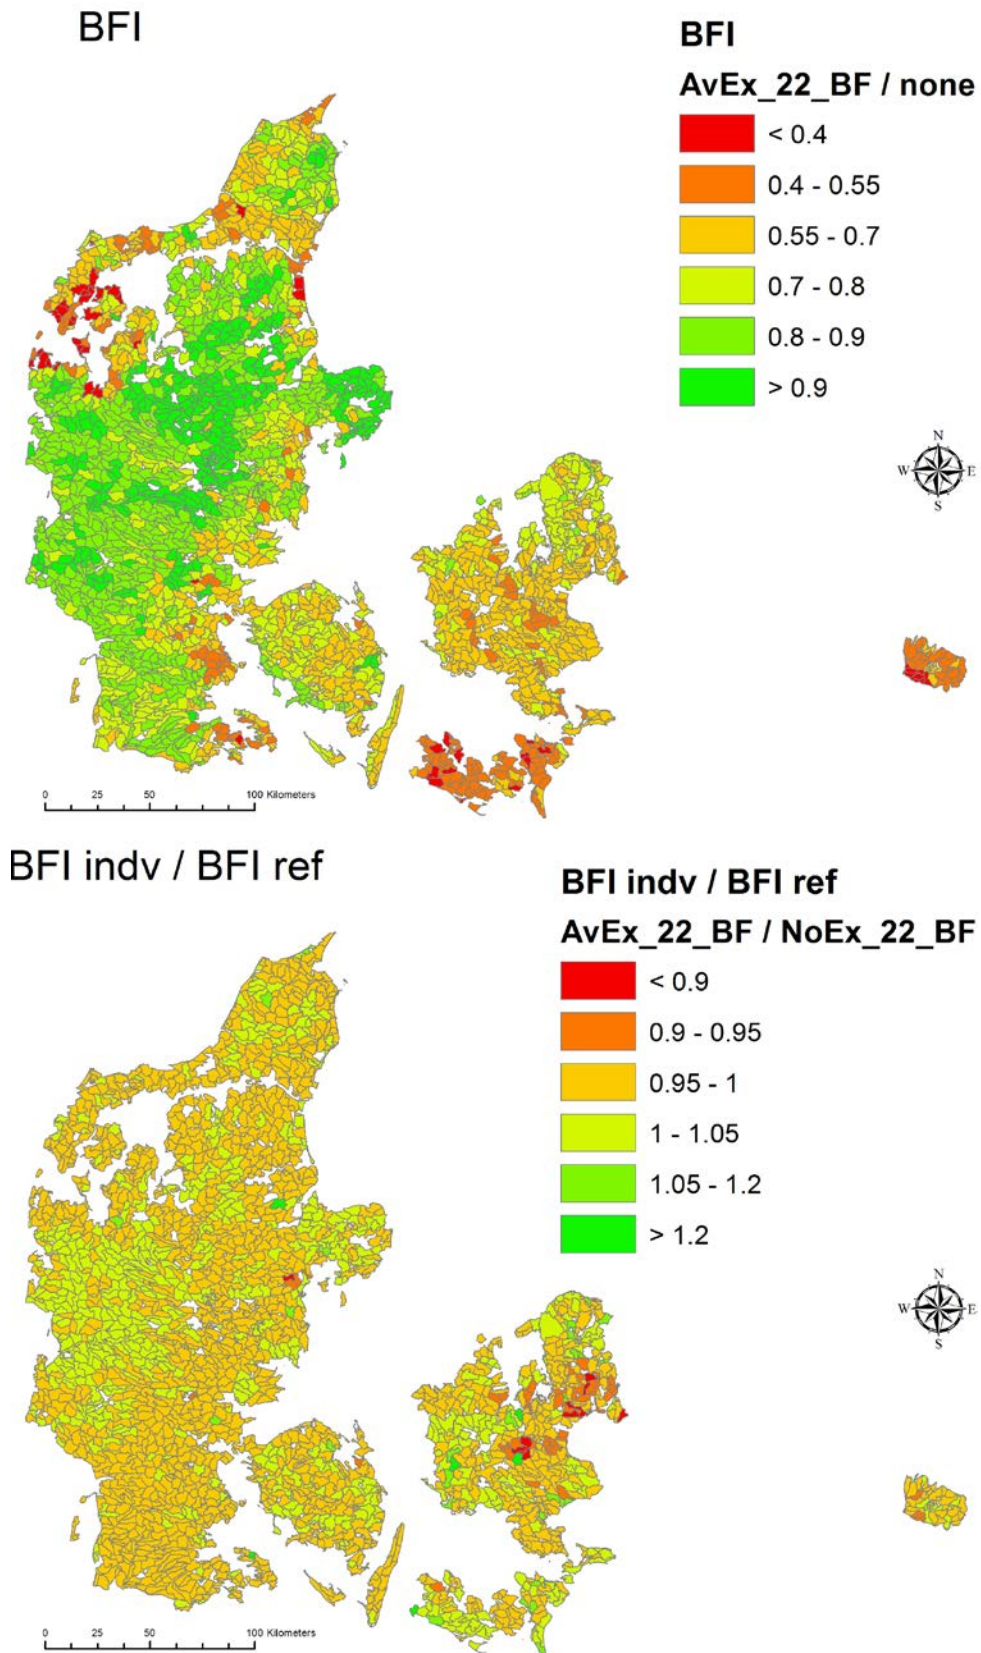 BFI
BFI
AvEx_22_BF / none
< 0.4
0.4 - 0.55
0.55 - 0.7
0.7 - 0.8
0.8 - 0.9
> 0.9
N
W E
S
0 25 50 100 Kilometers
BFI indv / BFI ref
BFI indv / BFI ref
AvEx_22_BF / NoEx_22_BF
< 0.9
0.9 - 0.95
0.95 - 1
1 - 1.05
1.05 - 1.2
> 1.2
N
W E
S
0 25 50 100 Kilometers